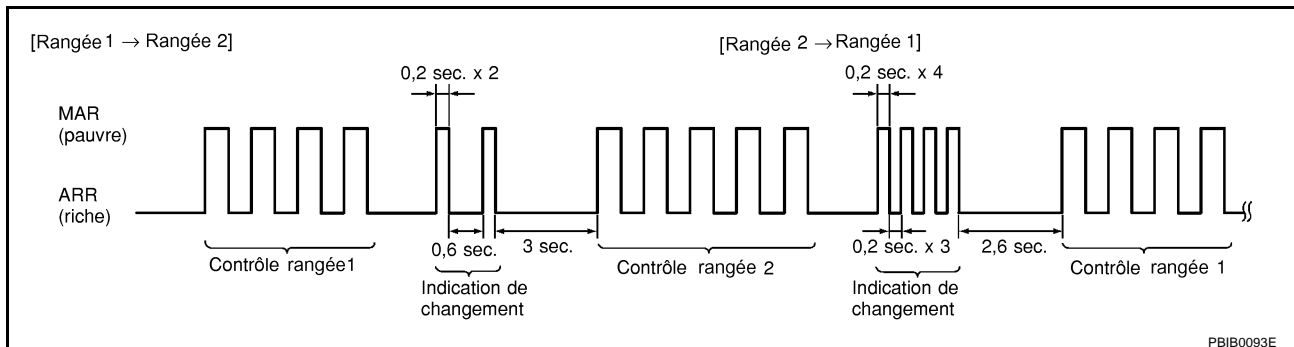 [Rangée 1 → Rangée 2]
[Rangée 2 → Rangée 1]
0,2 sec. x 2
0,2 sec. x 4
MAR
(pauvre)
ARR
(riche)
0,6 sec.
3 sec.
0,2 sec. x 3
2,6 sec.
Contrôle rangée1
Contrôle rangée 2
Contrôle rangée 1
Indication de
changement
Indication de
changement
PBIB0093E